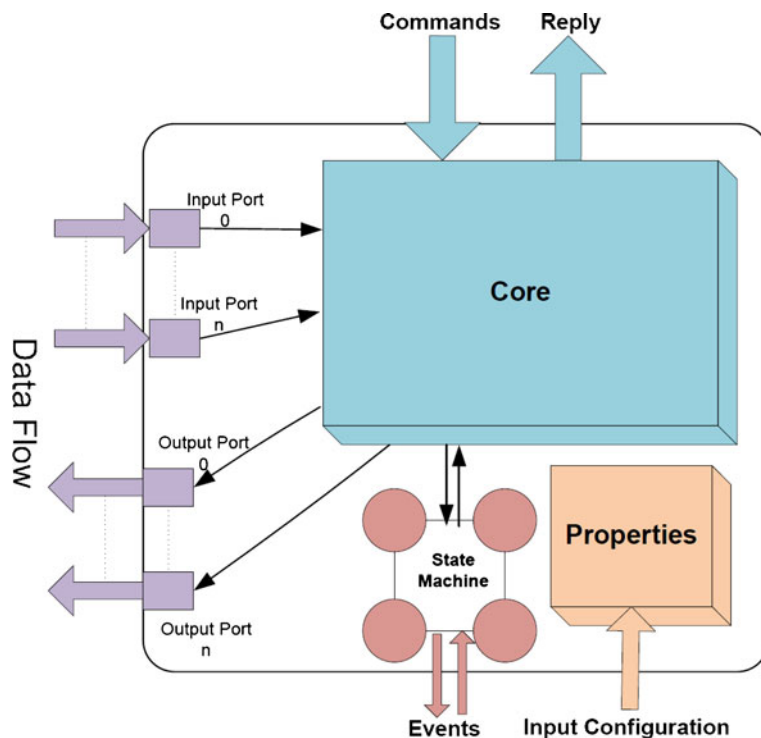 Commands
Reply
Input Port
0
Core
Input Port
n
Data Flow
Output Port
0
Properties
State
Machine
Output Port
n
Events
Input Configuration